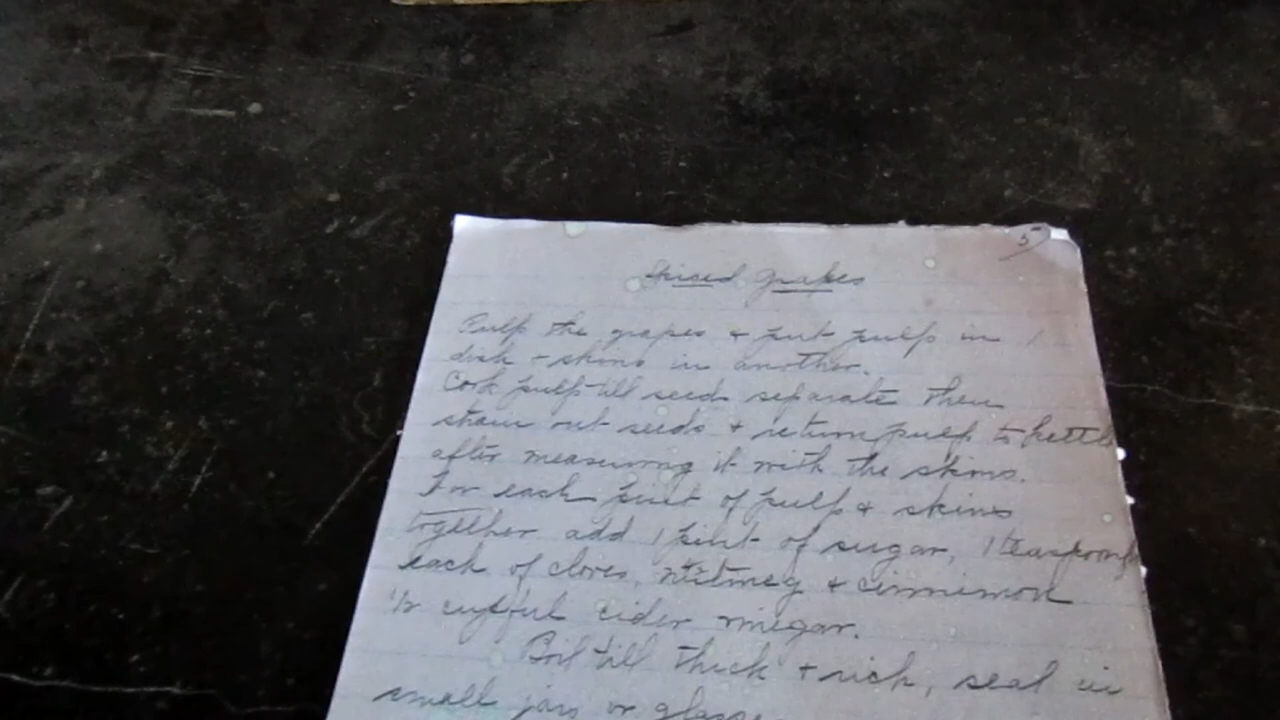 5
Spiced Grapes
Pulp the grapes + put pulp in 1
dish + skins in another.
Cook pulp till seeds separate then
strain out seeds + return pulp to kettle
after measuring it with the skins.
For each pint of pulp + skins
together add 1 pint of sugar, 1 teaspoonful
each of cloves, nutmeg + cinnimon
1/2 cupful cider vinegar.
Boil till thick + rich, seal in
small jars or